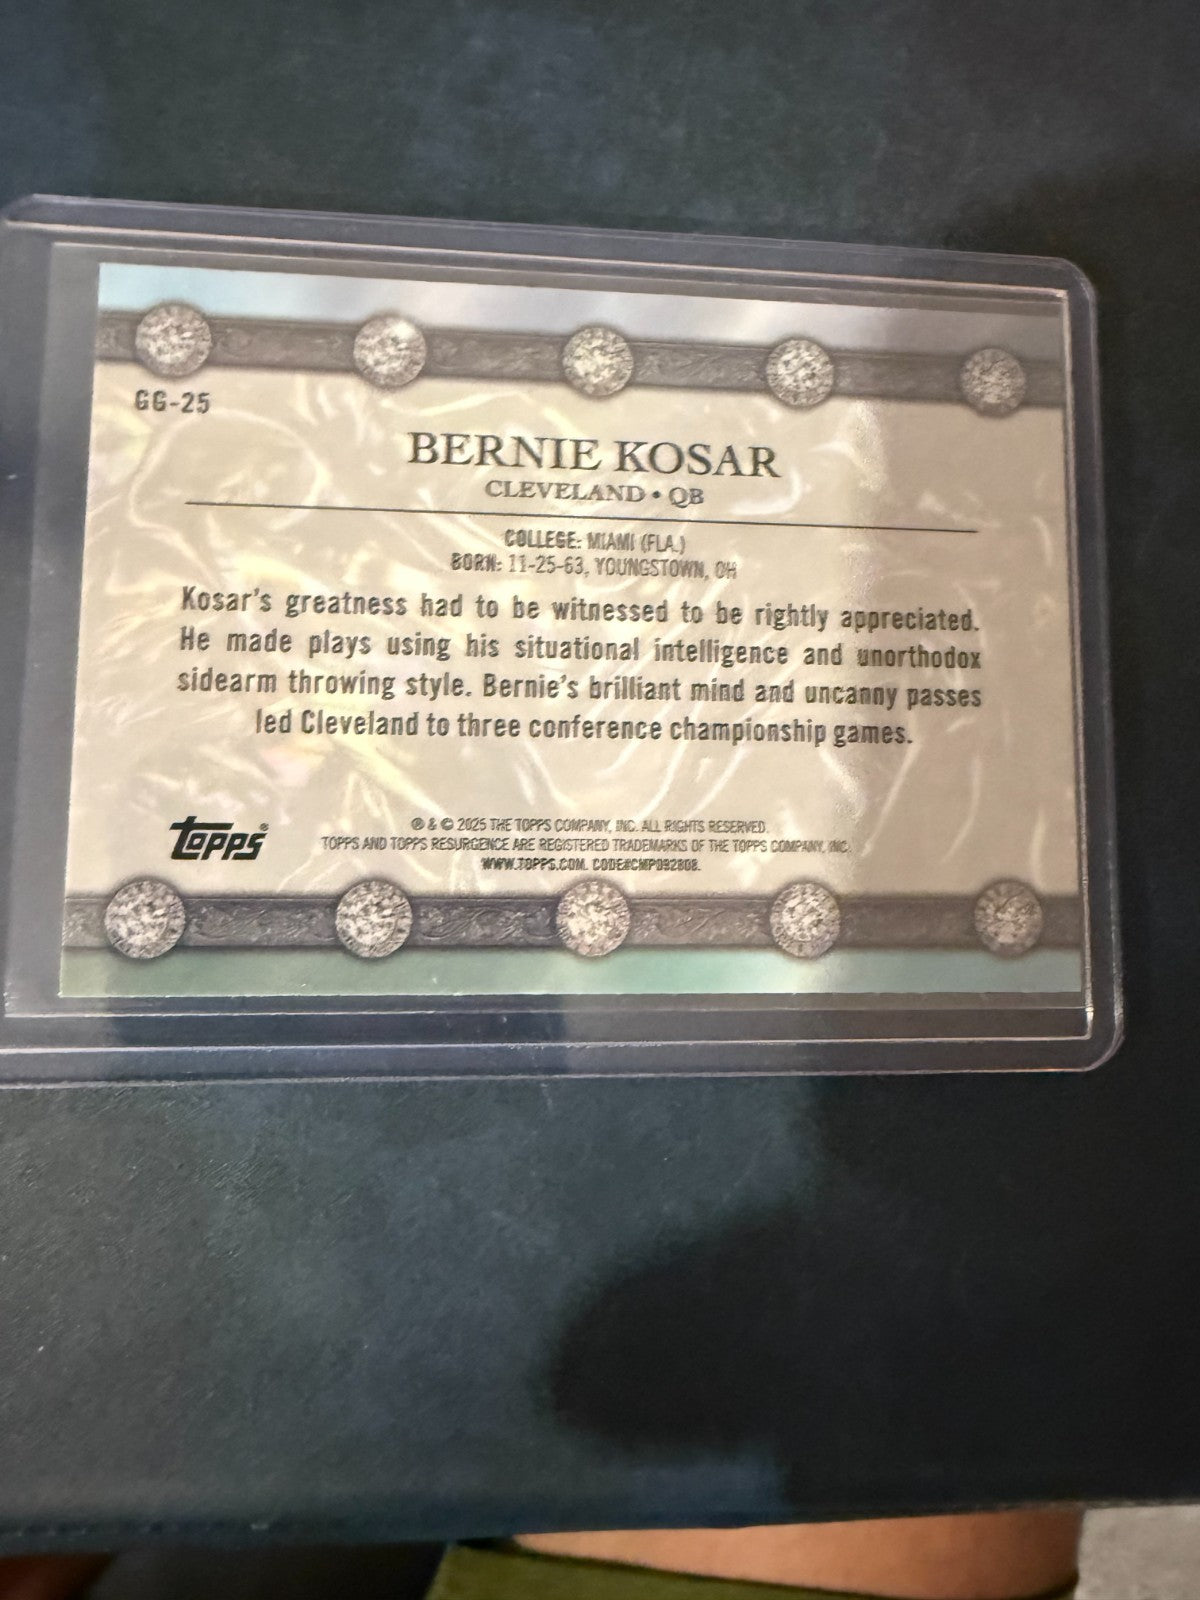 GG-25
BERNIE KOSAR
CLEVELAND • QB
COLLEGE: MIAMI (FLA.)
BORN: 11-25-63, YOUNGSTOWN, OH
Kosar's greatness had to be witnessed to be rightly appreciated.
He made plays using his situational intelligence and unorthodox
sidearm throwing style. Bernie's brilliant mind and uncanny passes
led Cleveland to three conference championship games.
topps®
® & © 2025 THE TOPPS COMPANY, INC. ALL RIGHTS RESERVED.
TOPPS AND TOPPS RESURGENCE ARE REGISTERED TRADEMARKS OF THE TOPPS COMPANY, INC.
WWW.TOPPS.COM. CODE#CMP092808.